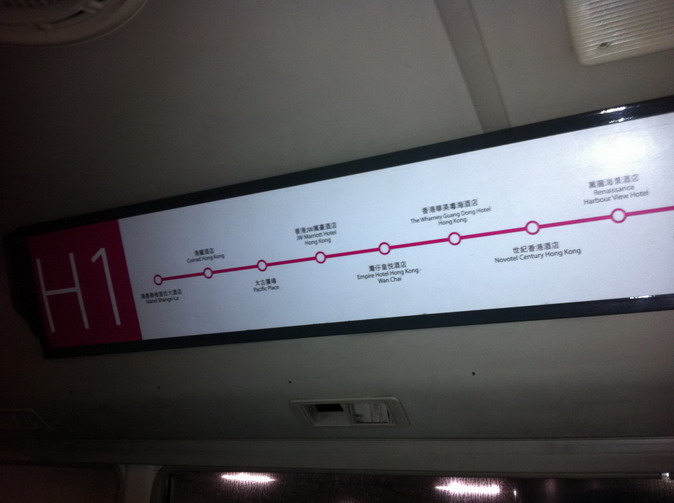 H1
港島香格里拉大酒店
Island Shangri-La
港麗酒店
Conrad Hong Kong
太古廣場
Pacific Place
香港JW萬豪酒店
JW Marriott Hotel
Hong Kong
灣仔皇悅酒店
Empire Hotel Hong Kong -
Wan Chai
香港華美粵海酒店
The Wharney Guang Dong Hotel
Hong Kong
世紀香港酒店
Novotel Century Hong Kong
萬麗海景酒店
Renaissance
Harbour View Hotel